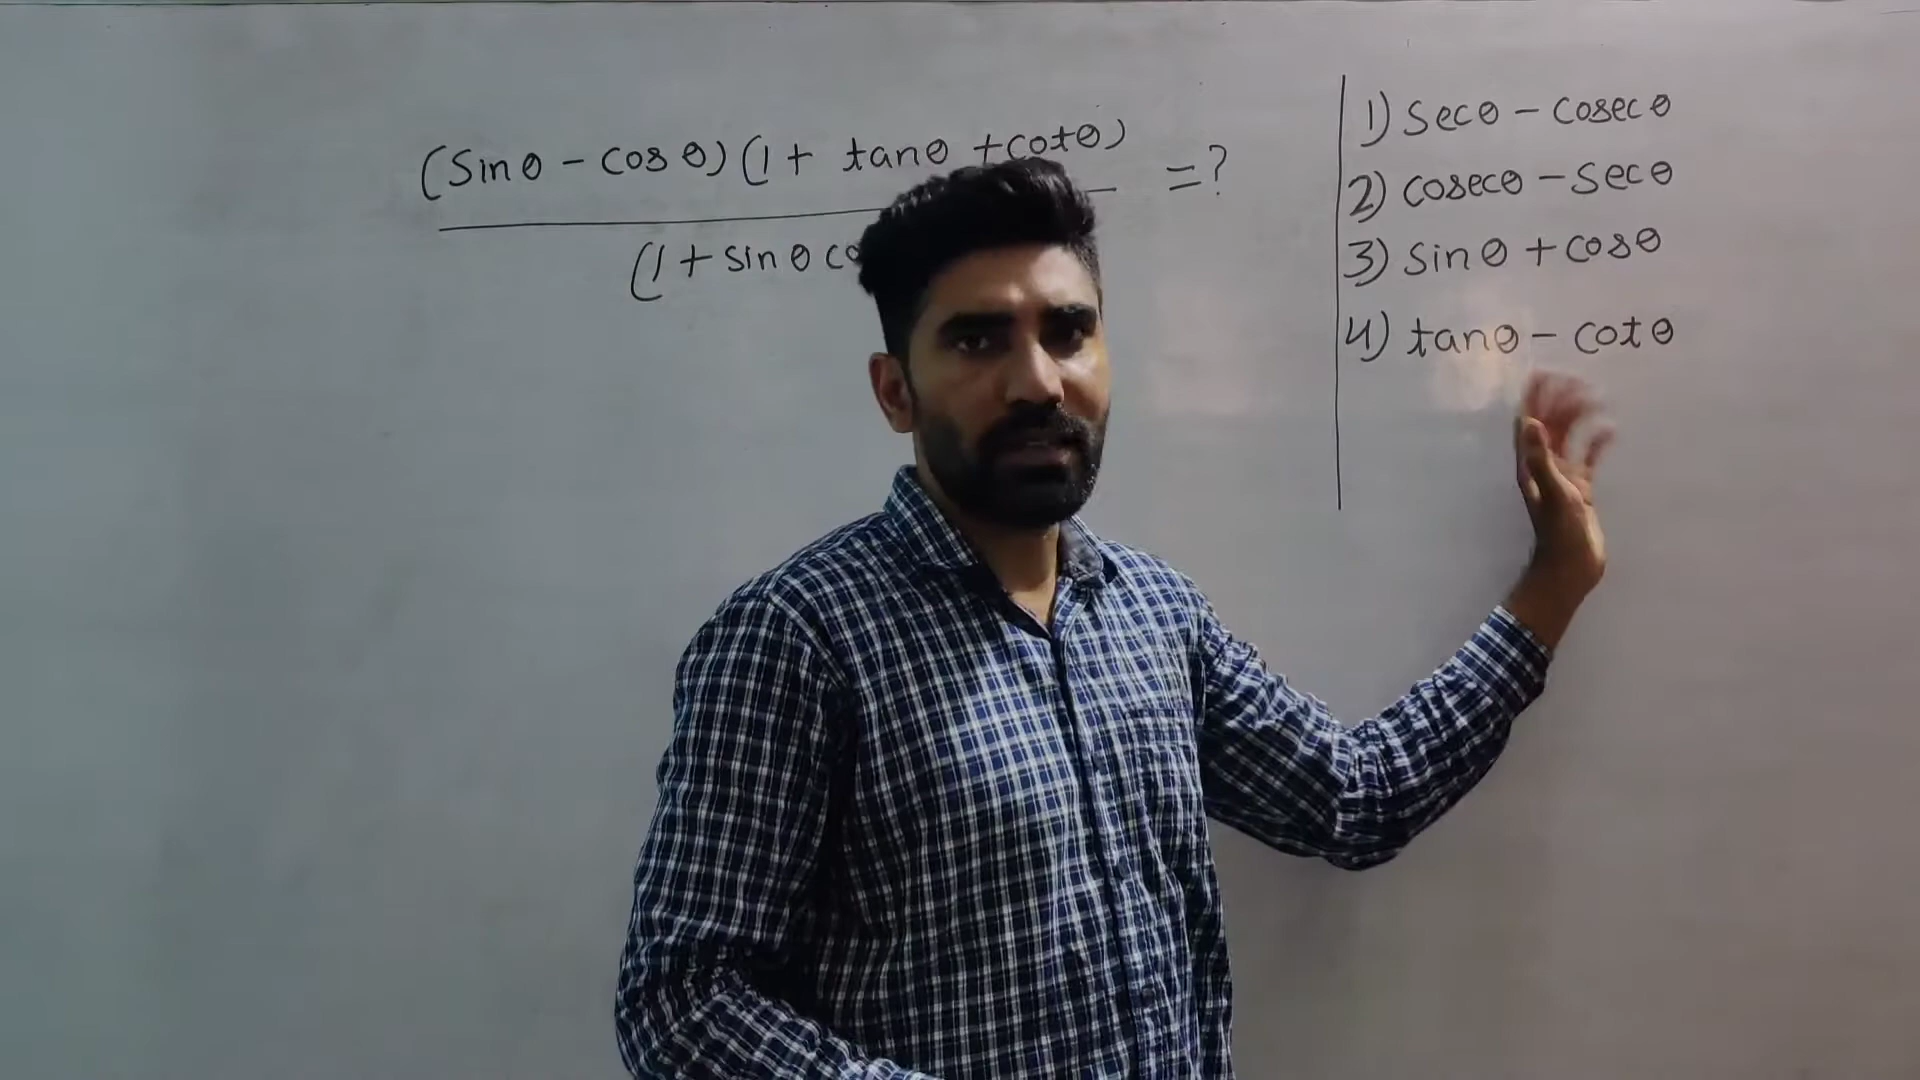 (Sinθ - cosθ) (1 + tanθ + cotθ) = ?
(1 + sinθ
1) secθ - cosecθ
2) cosecθ - secθ
3) sinθ + cosθ
4) tanθ - cotθ